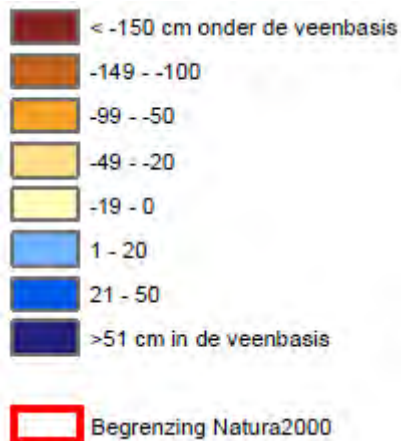 < -150 cm onder de veenbasis
-149 - -100
-99 - -50
-49 - -20
-19 - 0
1 - 20
21 - 50
>51 cm in de veenbasis
Begrenzing Natura2000